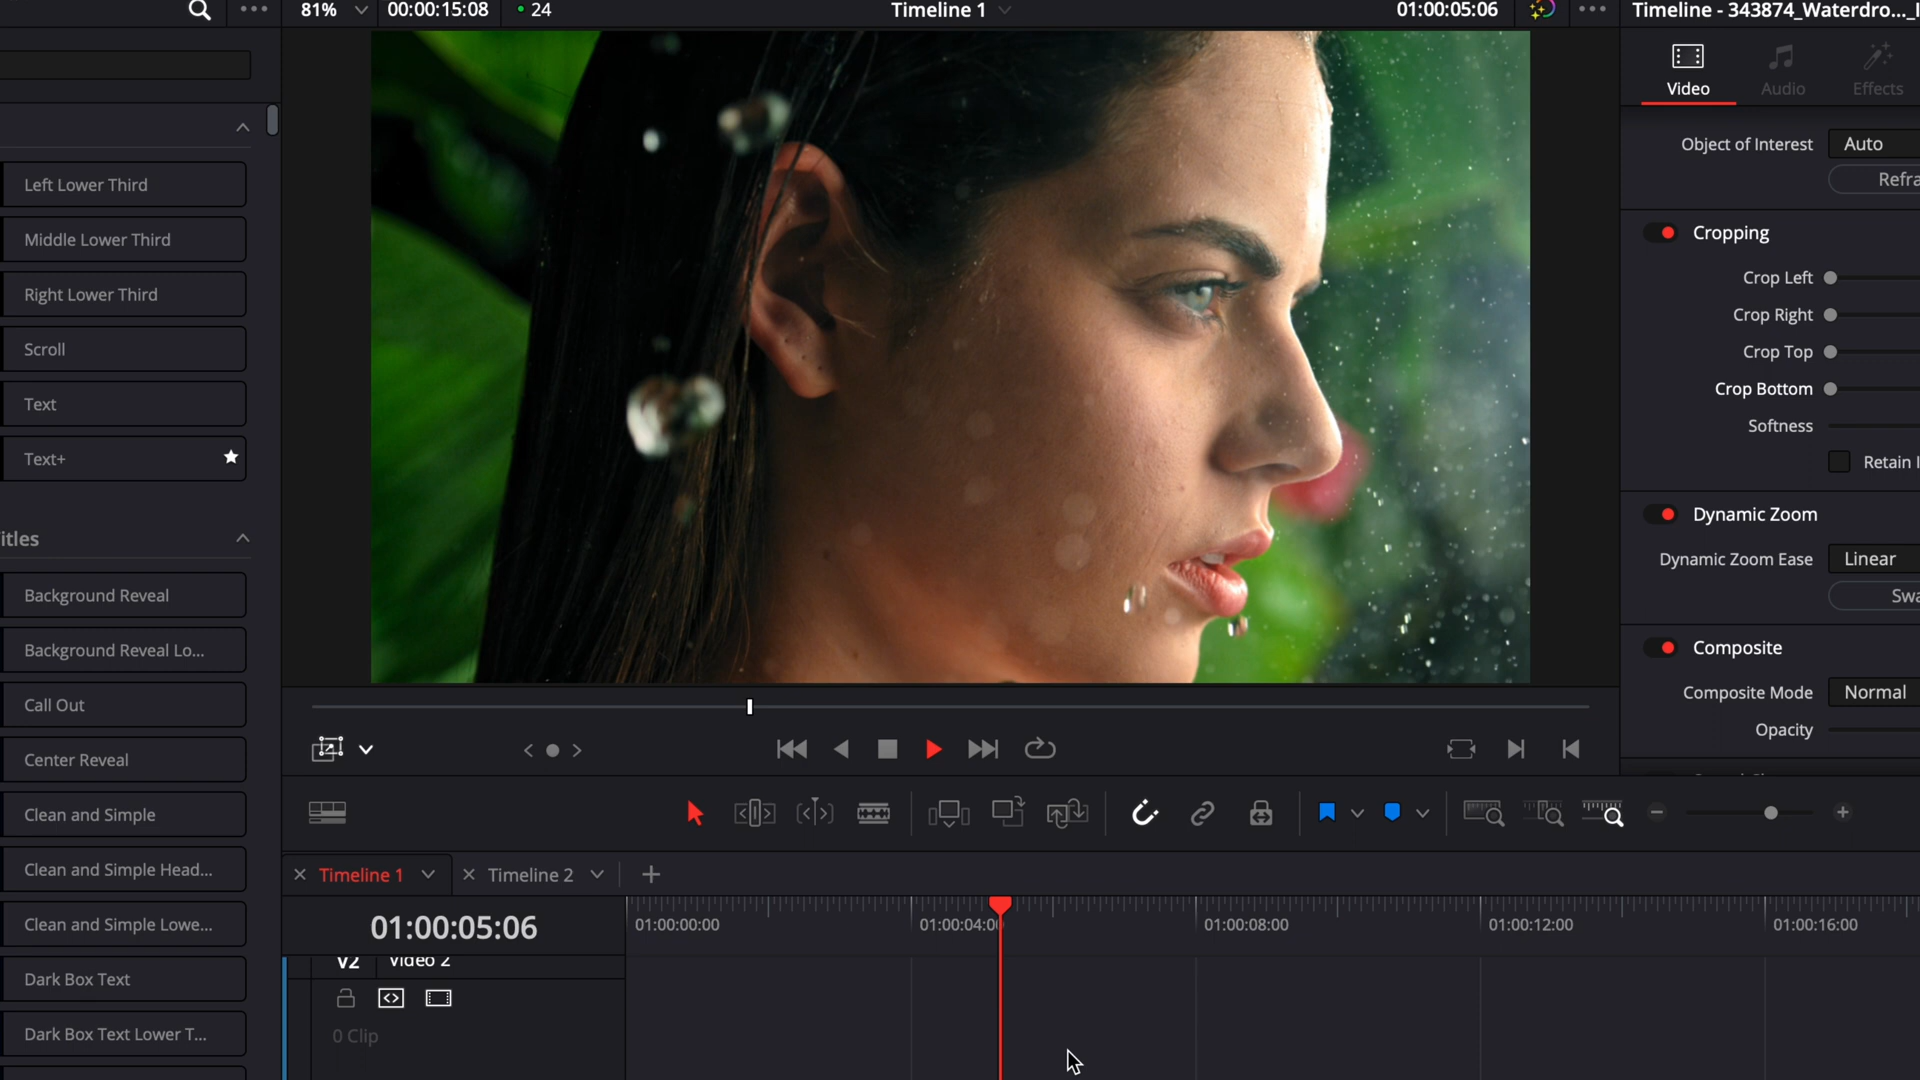 81%
00:00:15:08
24
Timeline 1
01:00:05:06
Timeline - 343874_Waterdro..._I
Video
Audio
Effects
Object of Interest
Auto
Refra
Cropping
Crop Left
Crop Right
Crop Top
Crop Bottom
Softness
Retain I
Dynamic Zoom
Dynamic Zoom Ease
Linear
Swa
Composite
Composite Mode
Normal
Opacity
Left Lower Third
Middle Lower Third
Right Lower Third
Scroll
Text
Text+
itles
Background Reveal
Background Reveal Lo...
Call Out
Center Reveal
Clean and Simple
Clean and Simple Head...
Clean and Simple Lowe...
Dark Box Text
Dark Box Text Lower T...
Timeline 1
Timeline 2
01:00:05:06
01:00:00:00
01:00:04:00
01:00:08:00
01:00:12:00
01:00:16:00
V2
Video 2
0 Clip